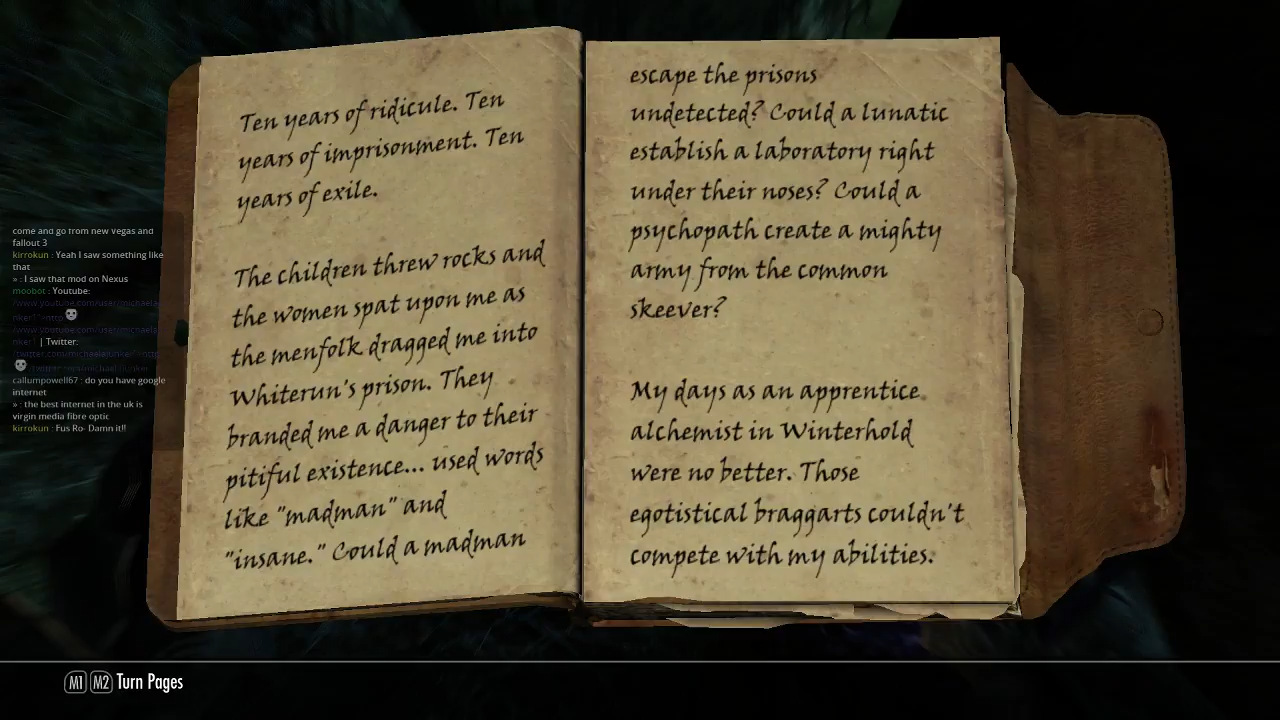 Ten years of ridicule. Ten
years of imprisonment. Ten
years of exile.
The children threw rocks and
the women spat upon me as
the menfolk dragged me into
Whiterun's prison. They
branded me a danger to their
pitiful existence... used words
like "madman" and
"insane." Could a madman
escape the prisons
undetected? Could a lunatic
establish a laboratory right
under their noses? Could a
psychopath create a mighty
army from the common
skeever?
My days as an apprentice
alchemist in Winterhold
were no better. Those
egotistical braggarts couldn't
compete with my abilities.
come and go from new vegas and
fallout 3
kirrokun : Yeah I saw something like
that
» : I saw that mod on Nexus
moobot : Youtube:
| Twitter:
callumpowell67 : do you have google
internet
» : the best internet in the uk is
virgin media fibre optic
kirrokun : Fus Ro- Damn it!!
M1 M2 Turn Pages